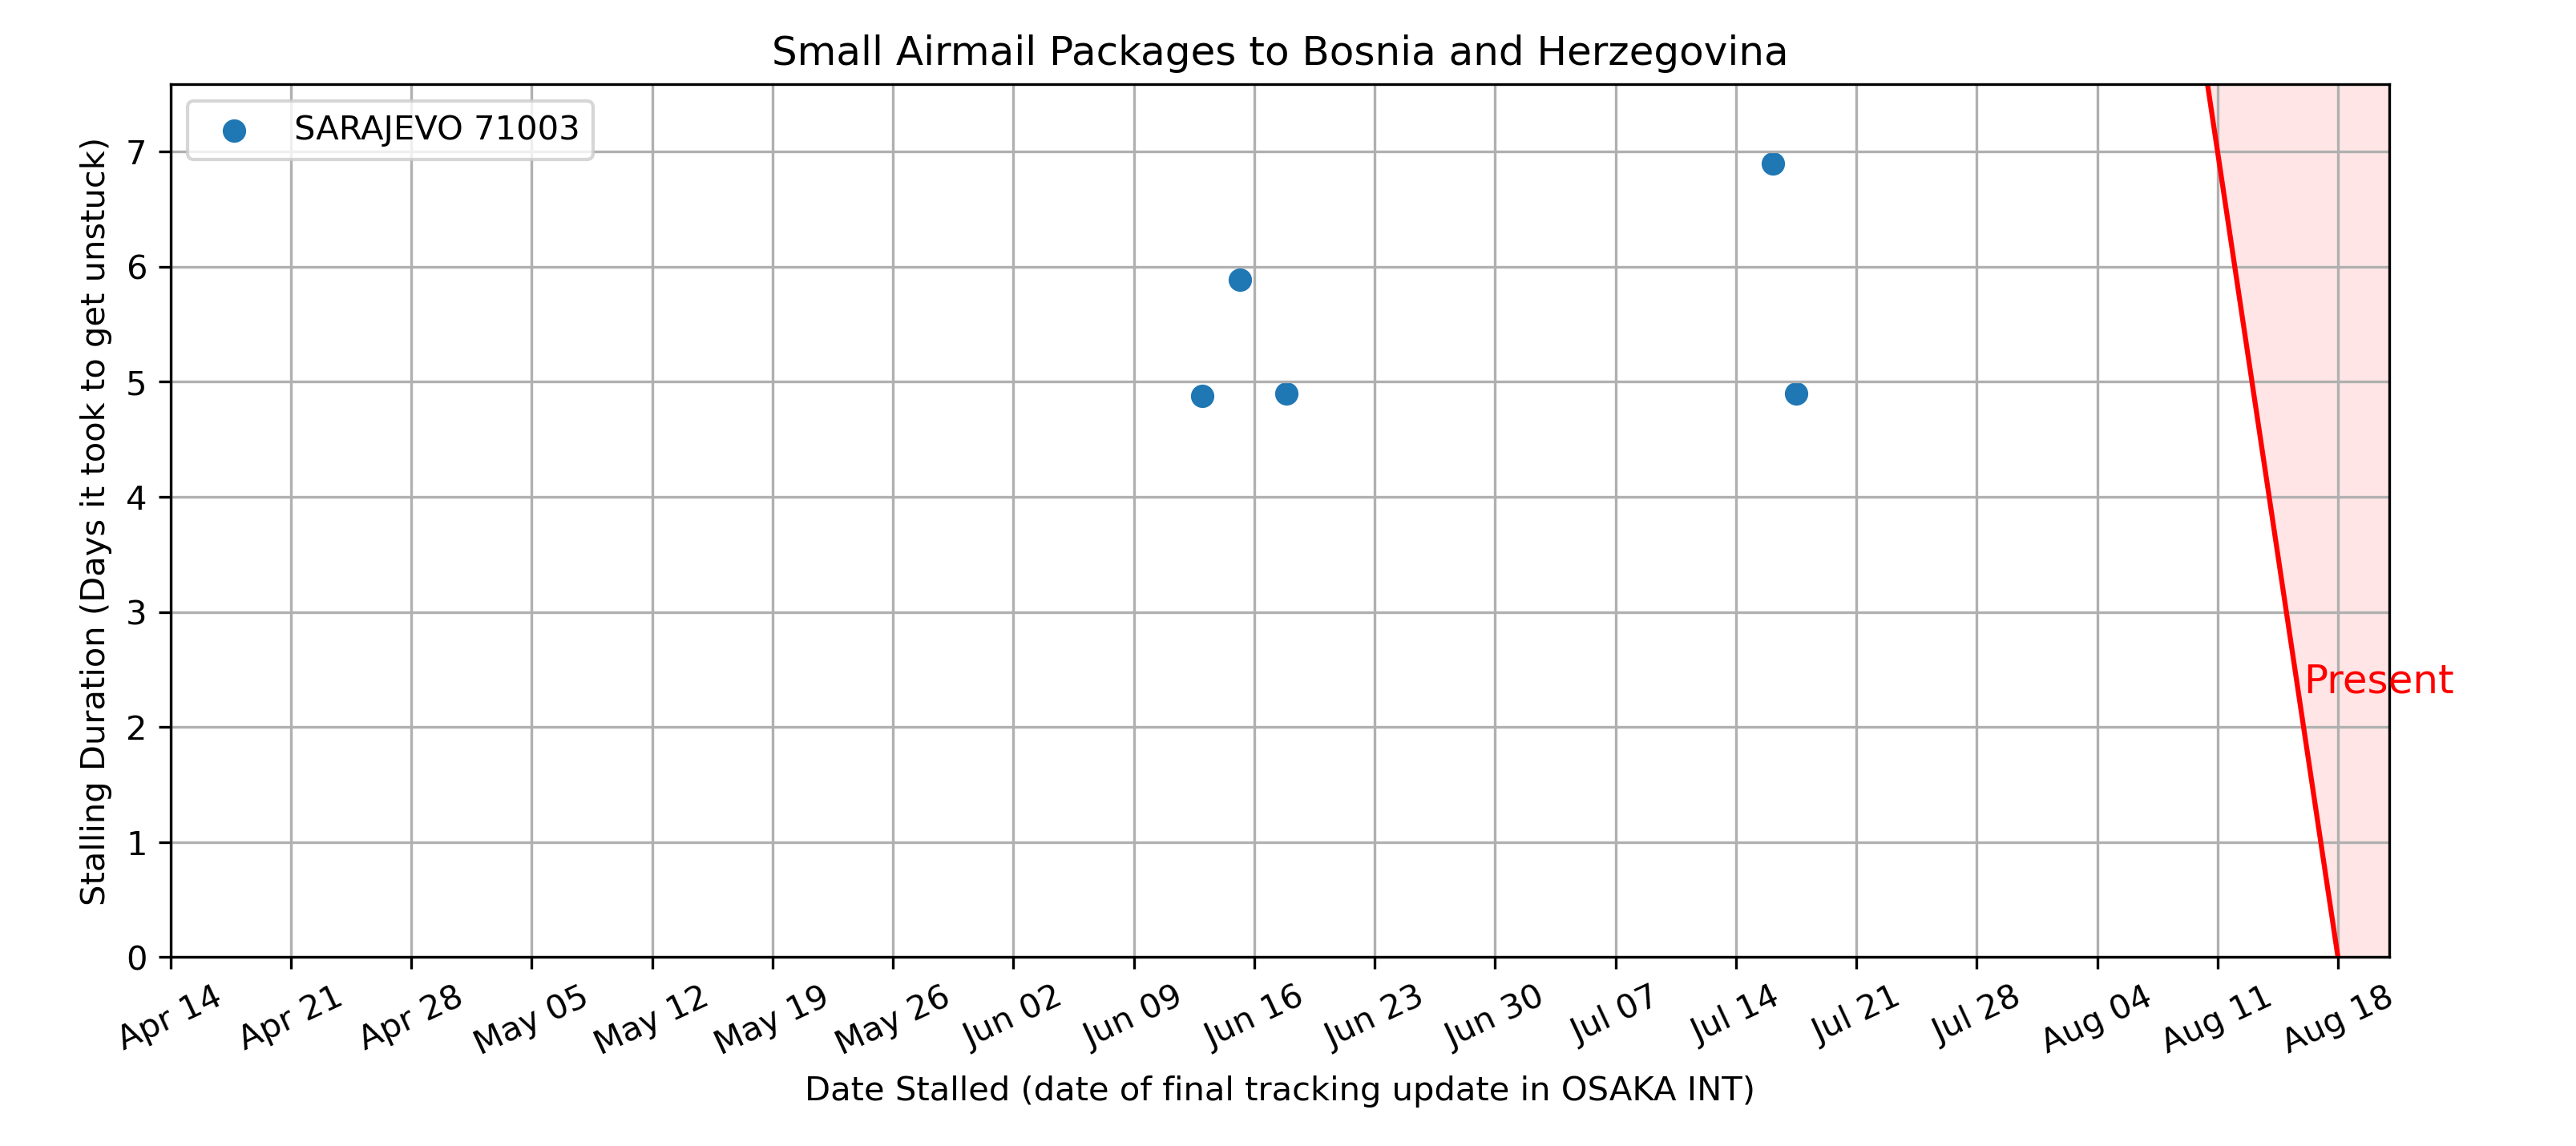 Small Airmail Packages to Bosnia and Herzegovina
SARAJEVO 71003
Stalling Duration (Days it took to get unstuck)
7
6
5
4
3
2
1
0
Present
Apr 14
Apr 21
Apr 28
May 05
May 12
May 19
May 26
Jun 02
Jun 09
Jun 16
Jun 23
Jun 30
Jul 07
Jul 14
Jul 21
Jul 28
Aug 04
Aug 11
Aug 18
Date Stalled (date of final tracking update in OSAKA INT)